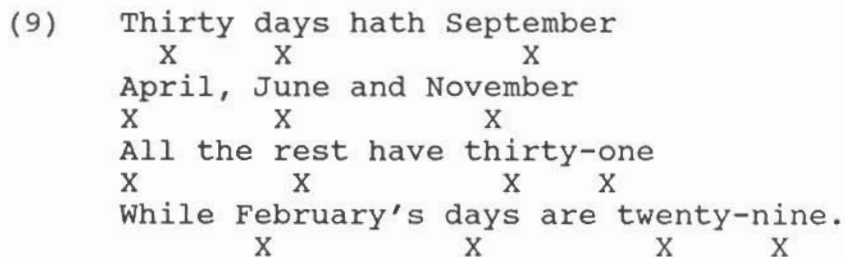 (9) Thirty days hath September
X X X
April, June and November
X X X
All the rest have thirty-one
X X X X
While February's days are twenty-nine.
X X X X